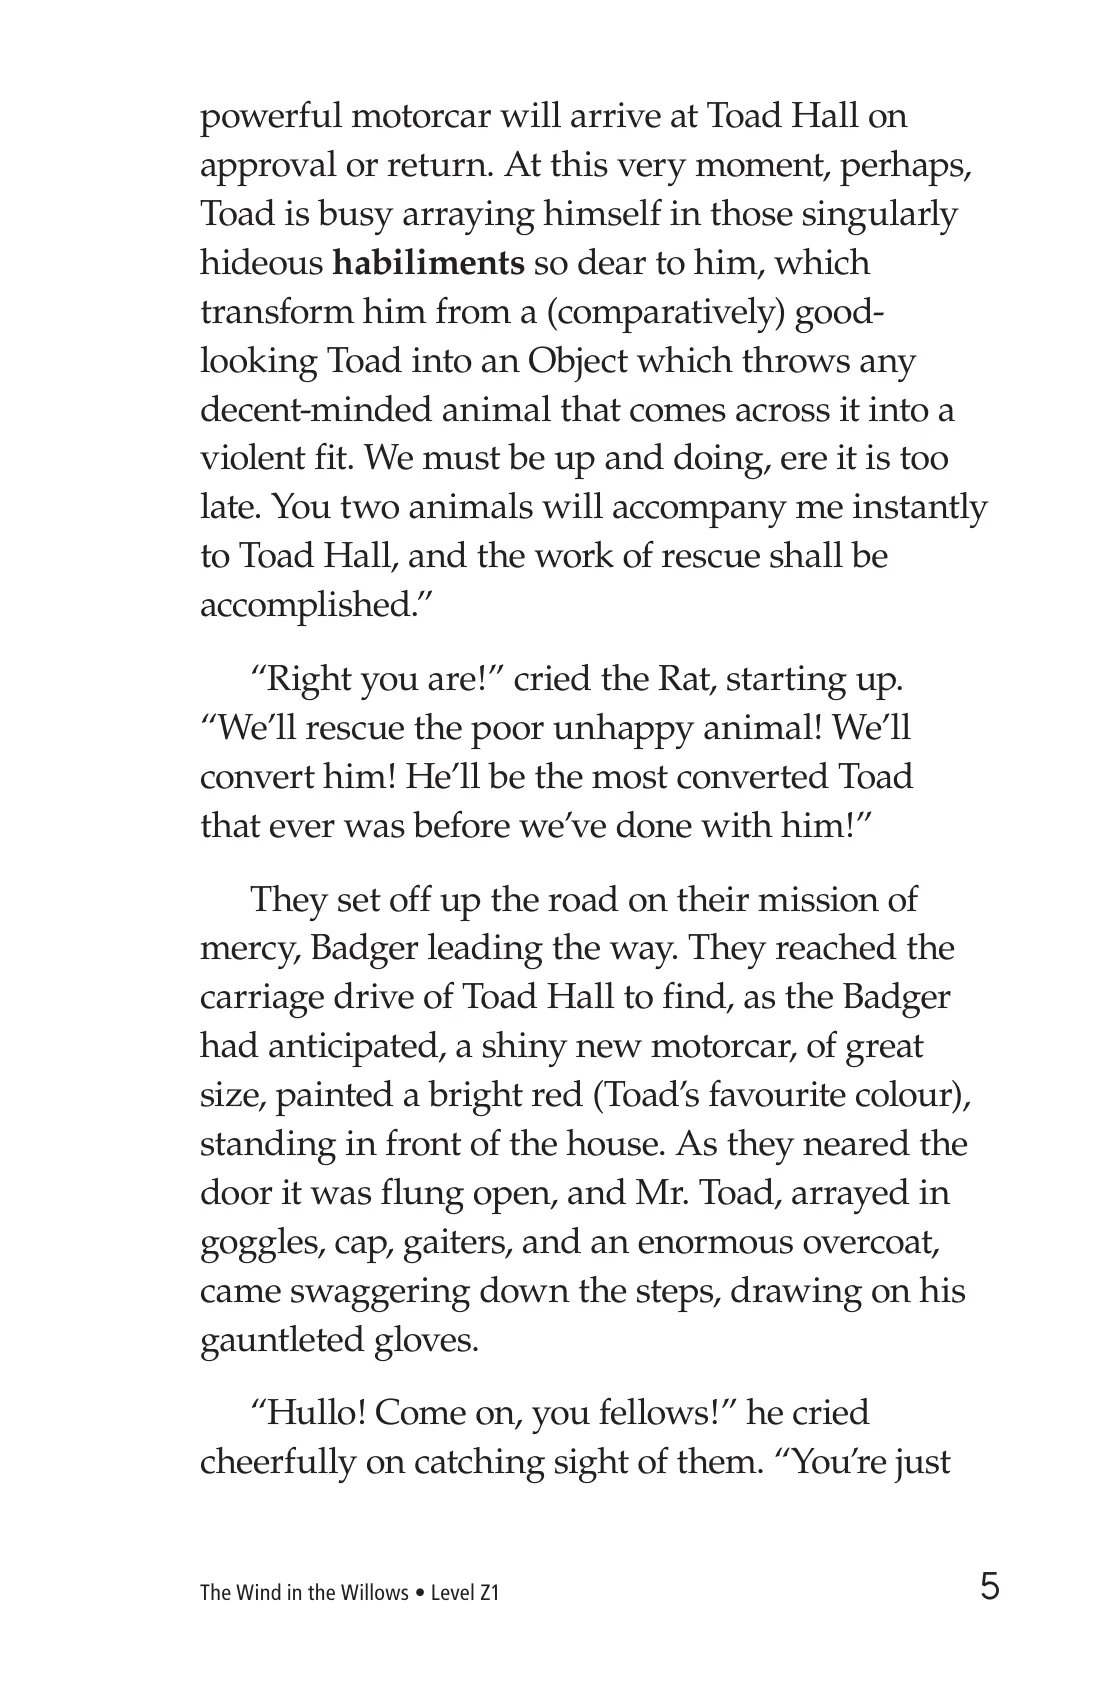 powerful motorcar will arrive at Toad Hall on
approval or return. At this very moment, perhaps,
Toad is busy arraying himself in those singularly
hideous habiliments so dear to him, which
transform him from a (comparatively) good-
looking Toad into an Object which throws any
decent-minded animal that comes across it into a
violent fit. We must be up and doing, ere it is too
late. You two animals will accompany me instantly
to Toad Hall, and the work of rescue shall be
accomplished.”
“Right you are!” cried the Rat, starting up.
“We’ll rescue the poor unhappy animal! We’ll
convert him! He’ll be the most converted Toad
that ever was before we’ve done with him!”
They set off up the road on their mission of
mercy, Badger leading the way. They reached the
carriage drive of Toad Hall to find, as the Badger
had anticipated, a shiny new motorcar, of great
size, painted a bright red (Toad’s favourite colour),
standing in front of the house. As they neared the
door it was flung open, and Mr. Toad, arrayed in
goggles, cap, gaiters, and an enormous overcoat,
came swaggering down the steps, drawing on his
gauntleted gloves.
“Hullo! Come on, you fellows!” he cried
cheerfully on catching sight of them. “You’re just
The Wind in the Willows • Level Z1
5